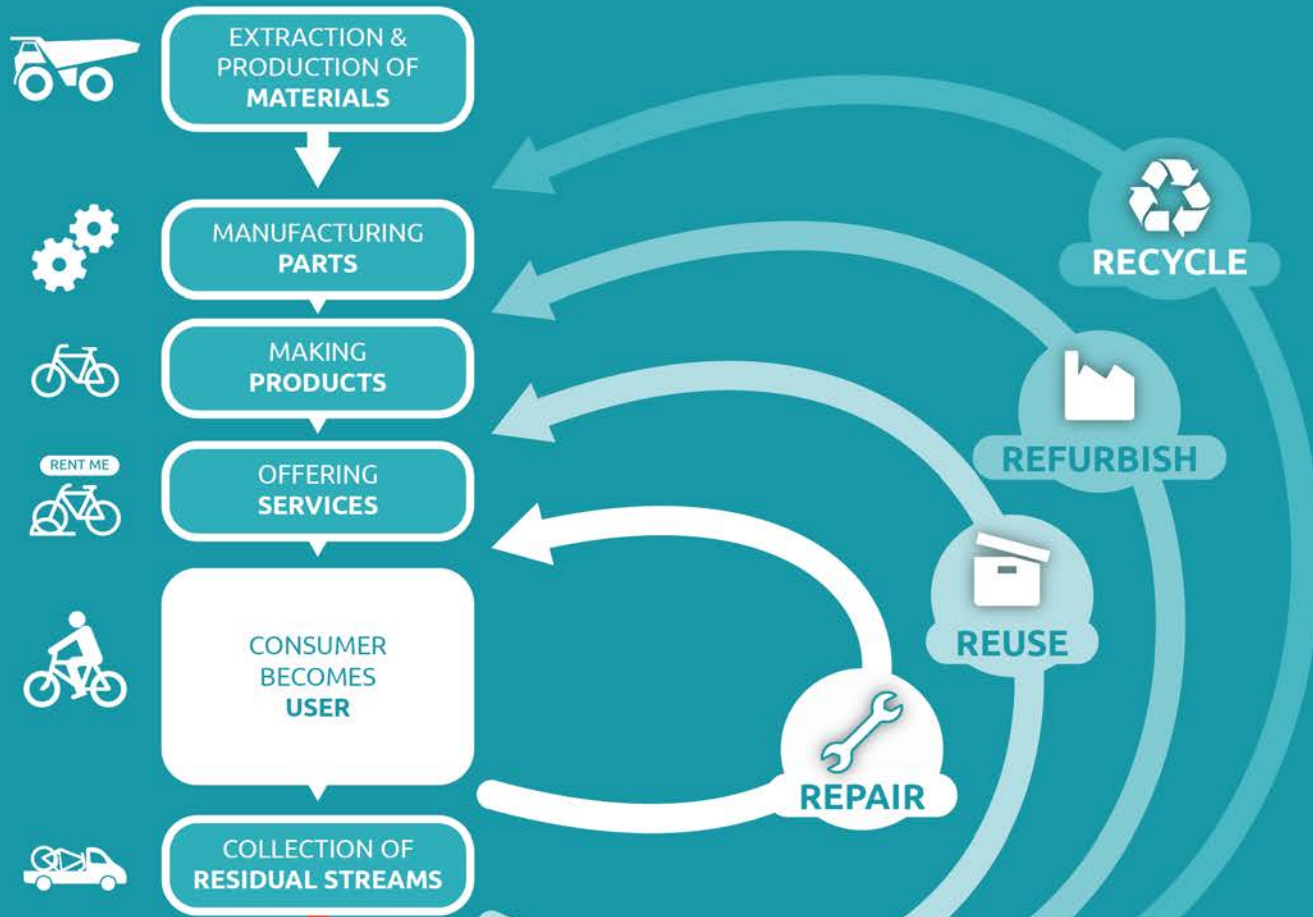 EXTRACTION &
PRODUCTION OF
MATERIALS
MANUFACTURING
PARTS
MAKING
PRODUCTS
RENT ME
OFFERING
SERVICES
CONSUMER
BECOMES
USER
COLLECTION OF
RESIDUAL STREAMS
RECYCLE
REFURBISH
REUSE
REPAIR